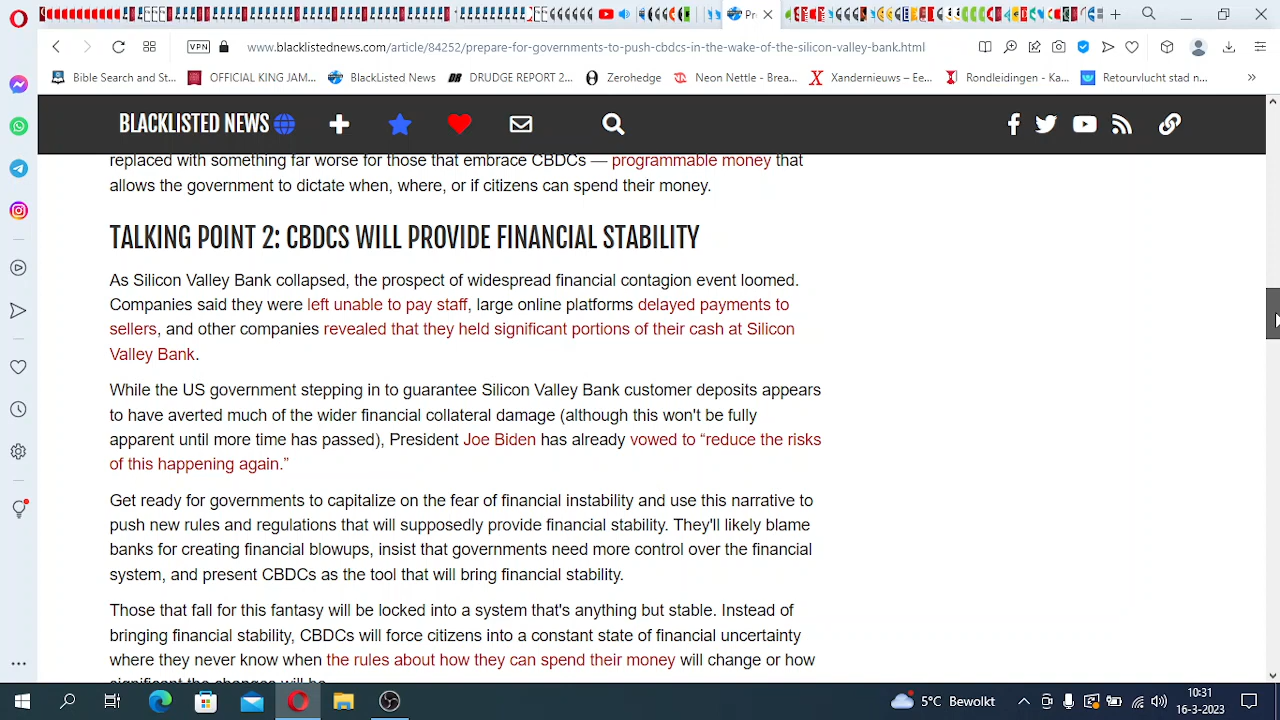 Pr
VPN
www.blacklistednews.com/article/84252/prepare-for-governments-to-push-cbdcs-in-the-wake-of-the-silicon-valley-bank.html
Bible Search and St...
OFFICIAL KING JAM...
BlackListed News
DRUDGE REPORT 2...
Zerohedge
Neon Nettle - Brea...
Xandernieuws – Ee...
Rondleidingen - Ka...
Retourvlucht stad n...
BLACKLISTED NEWS
replaced with something far worse for those that embrace CBDCs — programmable money that
allows the government to dictate when, where, or if citizens can spend their money.
TALKING POINT 2: CBDCS WILL PROVIDE FINANCIAL STABILITY
As Silicon Valley Bank collapsed, the prospect of widespread financial contagion event loomed.
Companies said they were left unable to pay staff, large online platforms delayed payments to
sellers, and other companies revealed that they held significant portions of their cash at Silicon
Valley Bank.
While the US government stepping in to guarantee Silicon Valley Bank customer deposits appears
to have averted much of the wider financial collateral damage (although this won't be fully
apparent until more time has passed), President Joe Biden has already vowed to “reduce the risks
of this happening again.”
Get ready for governments to capitalize on the fear of financial instability and use this narrative to
push new rules and regulations that will supposedly provide financial stability. They'll likely blame
banks for creating financial blowups, insist that governments need more control over the financial
system, and present CBDCs as the tool that will bring financial stability.
Those that fall for this fantasy will be locked into a system that's anything but stable. Instead of
bringing financial stability, CBDCs will force citizens into a constant state of financial uncertainty
where they never know when the rules about how they can spend their money will change or how
significant the changes will be
5°C Bewolkt
10:31
16-3-2023